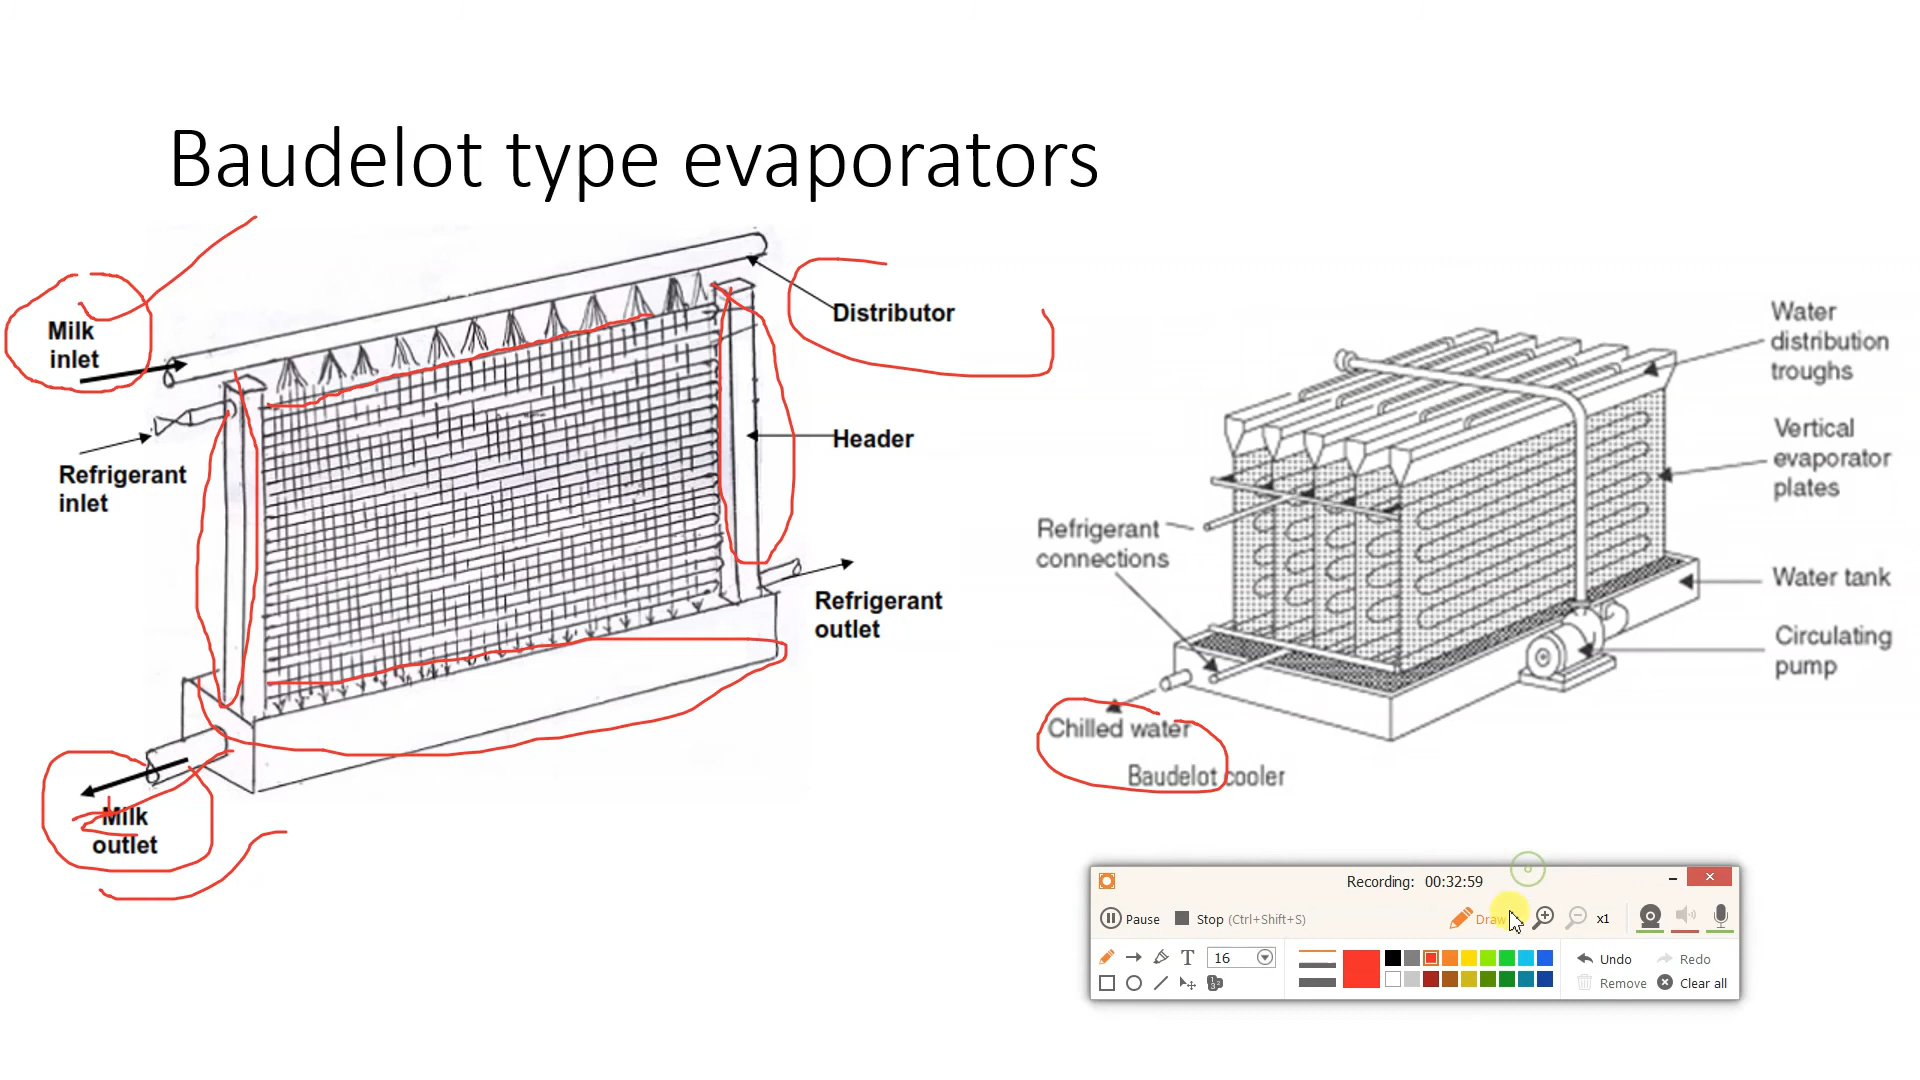 Baudelot type evaporators
Milk
inlet
Distributor
Header
Refrigerant
inlet
Refrigerant
outlet
Milk
outlet
Water
distribution
troughs
Vertical
evaporator
plates
Refrigerant
connections
Water tank
Circulating
pump
Chilled water
Baudelot cooler
Recording: 00:32:59
Pause Stop (Ctrl+Shift+S) Draw x1
T 16 Undo Redo
Remove Clear all